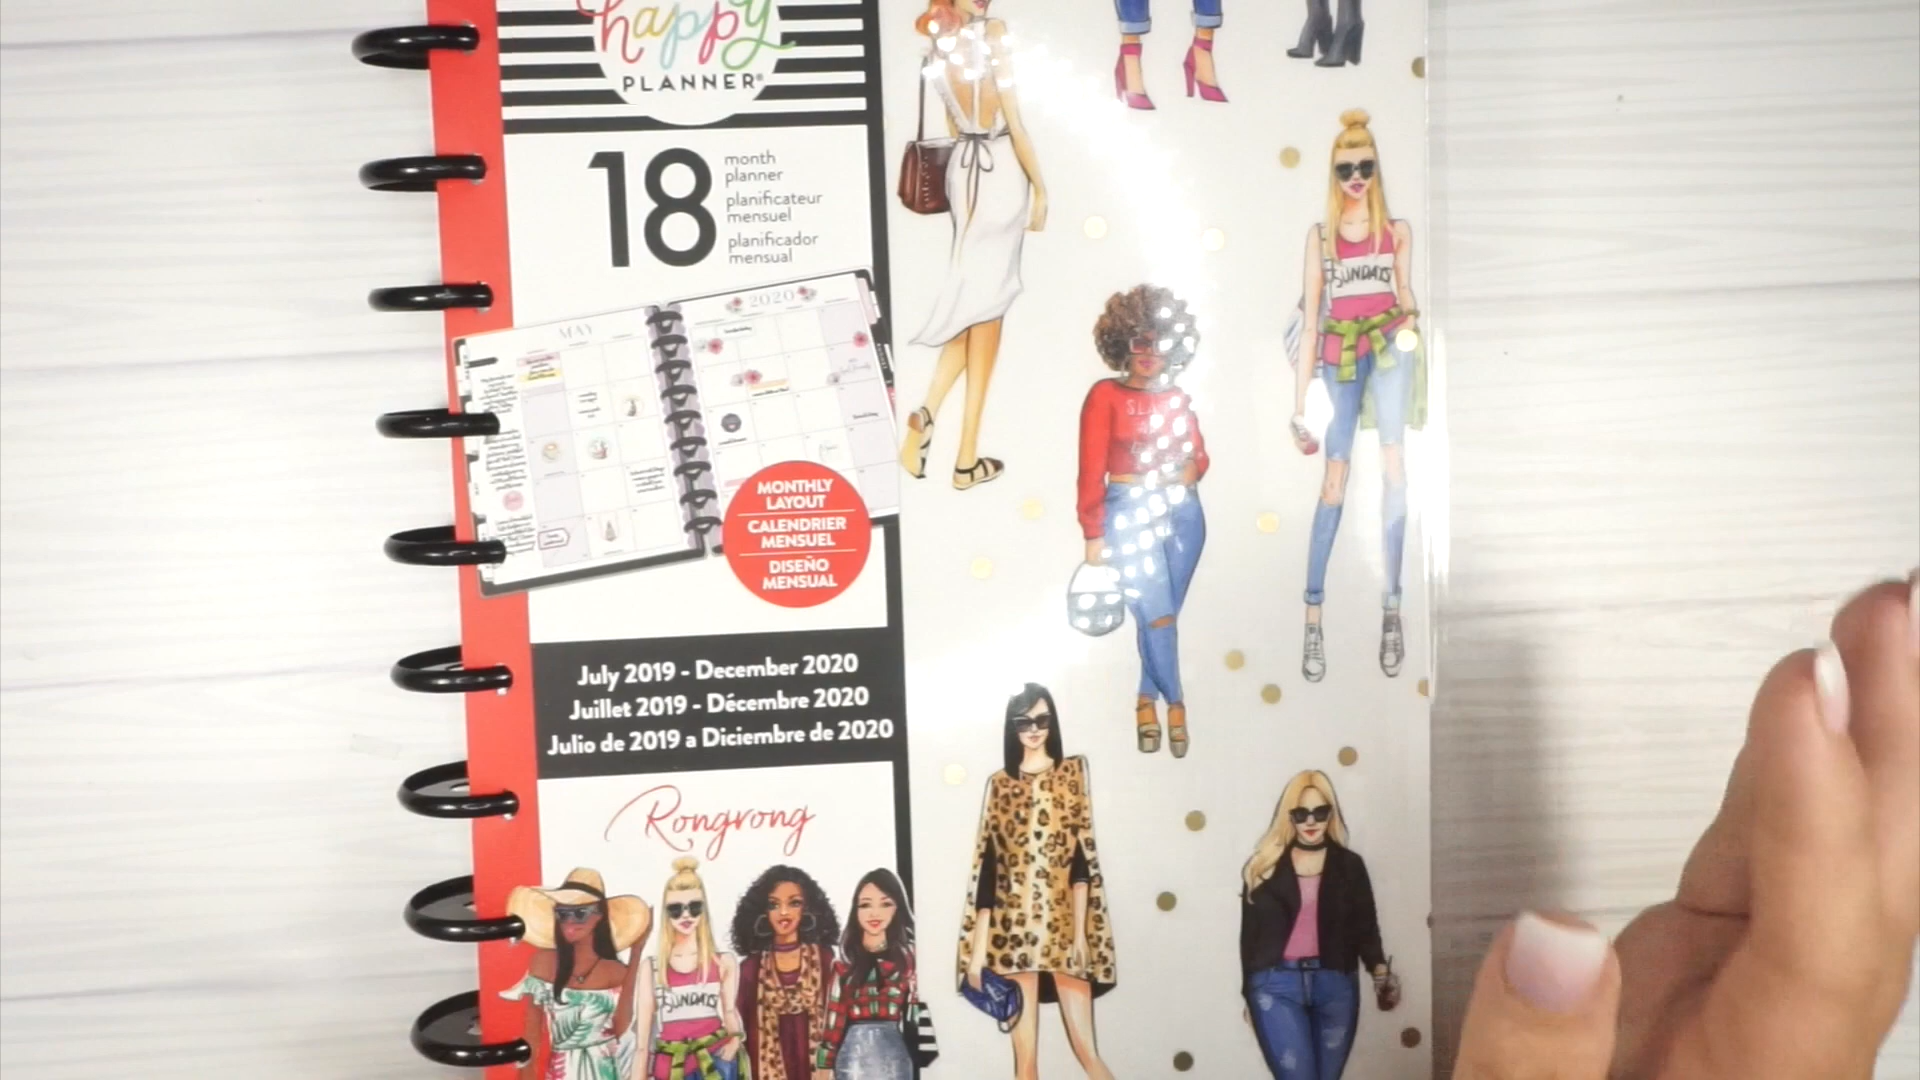 happy
PLANNER®
18
month
planner
planificateur
mensuel
planificador
mensual
MAY
2020
MONTHLY
LAYOUT
CALENDRIER
MENSUEL
DISEÑO
MENSUAL
July 2019 - December 2020
Juillet 2019 - Décembre 2020
Julio de 2019 a Diciembre de 2020
Rongrong
#SUNDAYS
#SUNDAYS